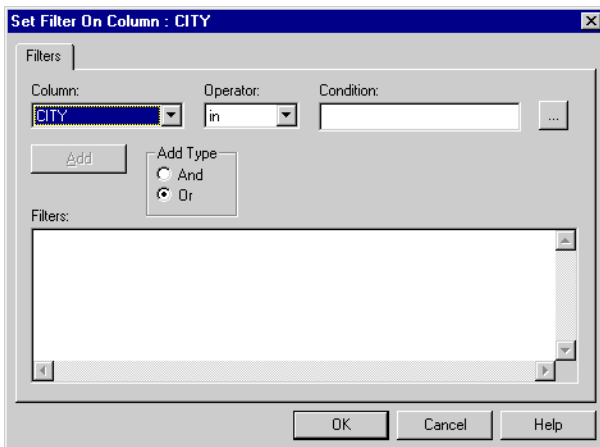 Set Filter On Column : CITY
Filters
Column: Operator: Condition:
CITY in ...
Add
Add Type
And
Or
Filters:
OK Cancel Help